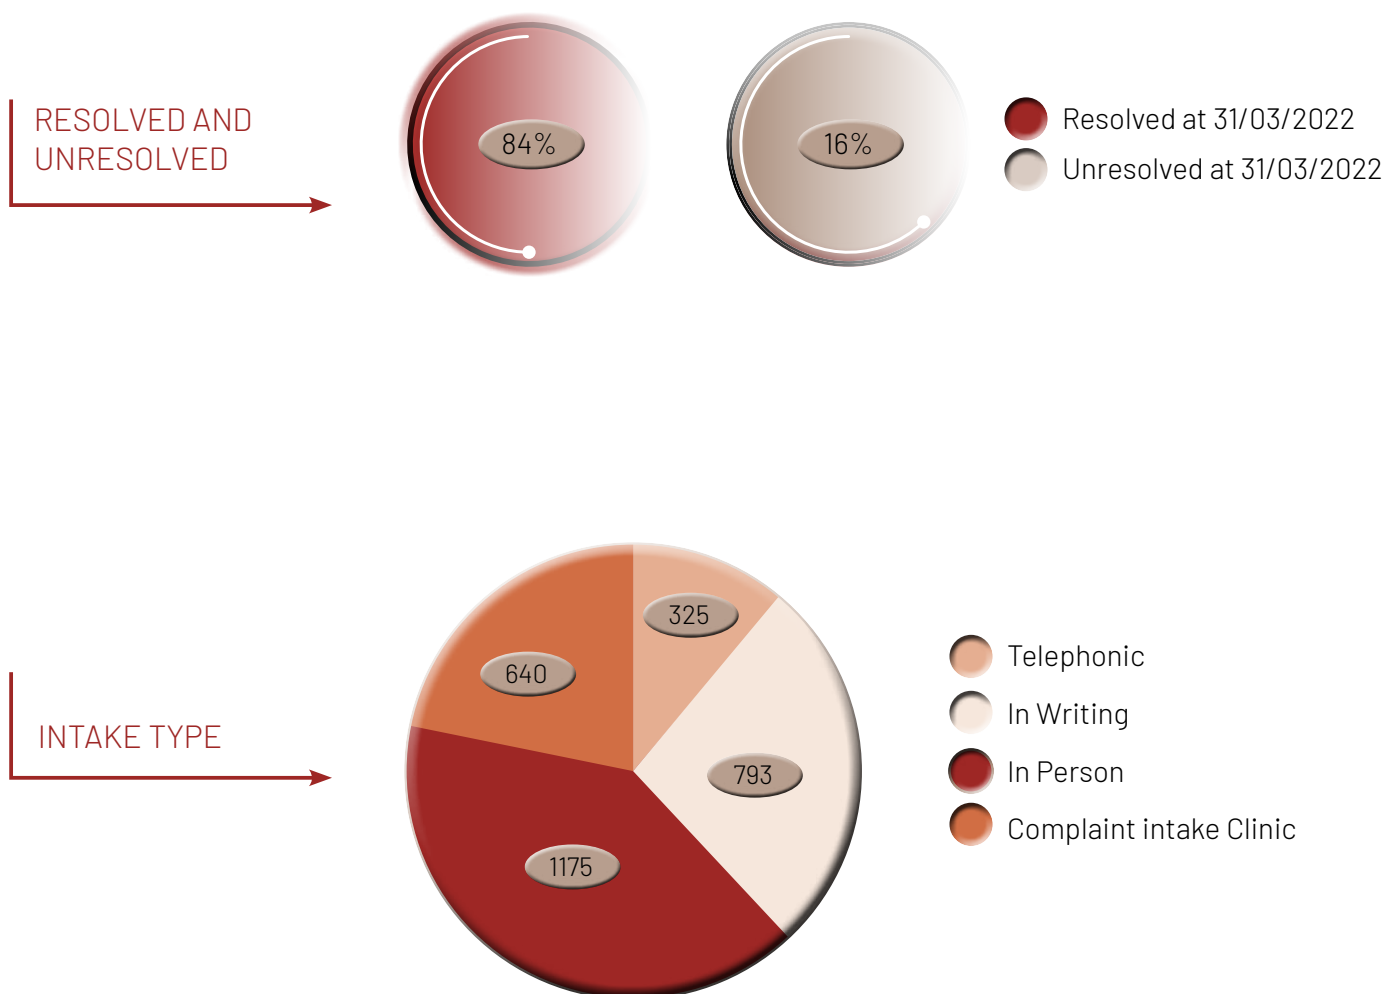 RESOLVED AND
UNRESOLVED
84%
16%
Resolved at 31/03/2022
Unresolved at 31/03/2022
INTAKE TYPE
325
640
793
1175
Telephonic
In Writing
In Person
Complaint intake Clinic